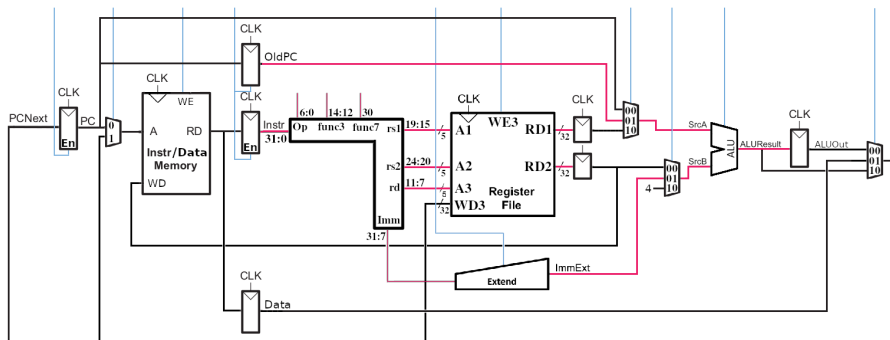 CLK
OldPC
CLK
PCNext
PC
En
0
1
CLK
WE
A
RD
Instr/Data
Memory
WD
CLK
Instr
31:0
En
6:0
14:12
30
Op
func3
func7
rs1
19:15
rs2
24:20
rd
11:7
Imm
31:7
CLK
WE3
A1
RD1
A2
RD2
A3
WD3
Register
File
5
5
5
32
32
32
CLK
00
01
10
00
01
10
4
SrcA
SrcB
ALU
ALUResult
CLK
ALUOut
00
01
10
Extend
ImmExt
CLK
Data